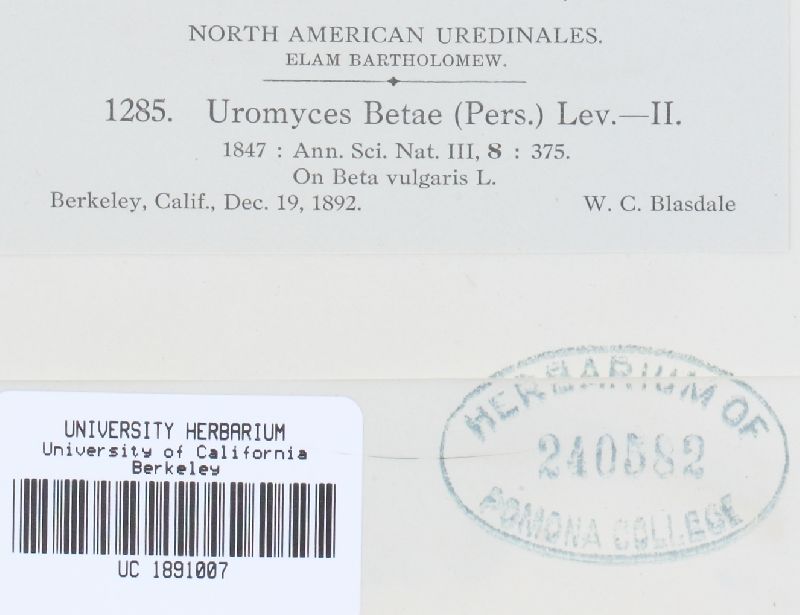 NORTH AMERICAN UREDINALES.
ELAM BARTHOLOMEW.
1285. Uromyces Betae (Pers.) Lev.—II.
1847 : Ann. Sci. Nat. III, 8 : 375.
On Beta vulgaris L.
Berkeley, Calif., Dec. 19, 1892. W. C. Blasdale
HERBARIUM OF
240582
POMONA COLLEGE
UNIVERSITY HERBARIUM
University of California
Berkeley
UC 1891007